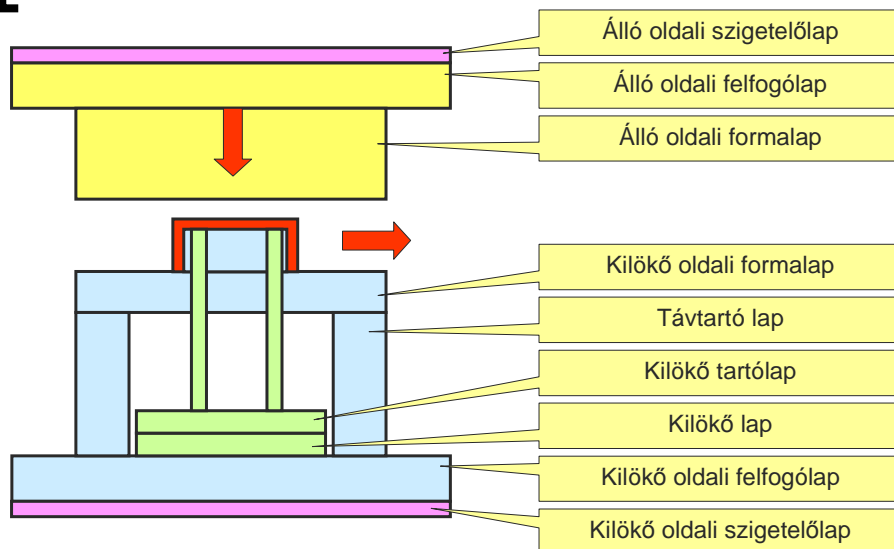 Álló oldali szigetelőlap
Álló oldali felfogólap
Álló oldali formalap
Kilökő oldali formalap
Távtartó lap
Kilökő tartólap
Kilökő lap
Kilökő oldali felfogólap
Kilökő oldali szigetelőlap